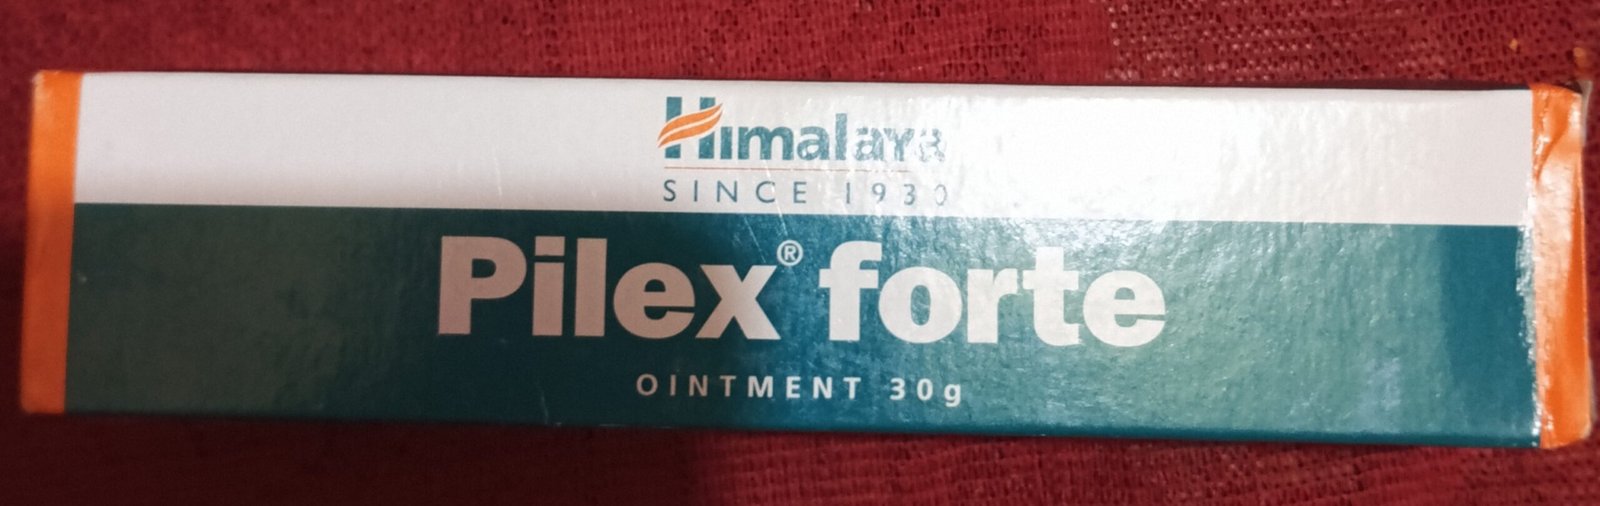 Himalaya
SINCE 1930
Pilex® forte
OINTMENT 30g